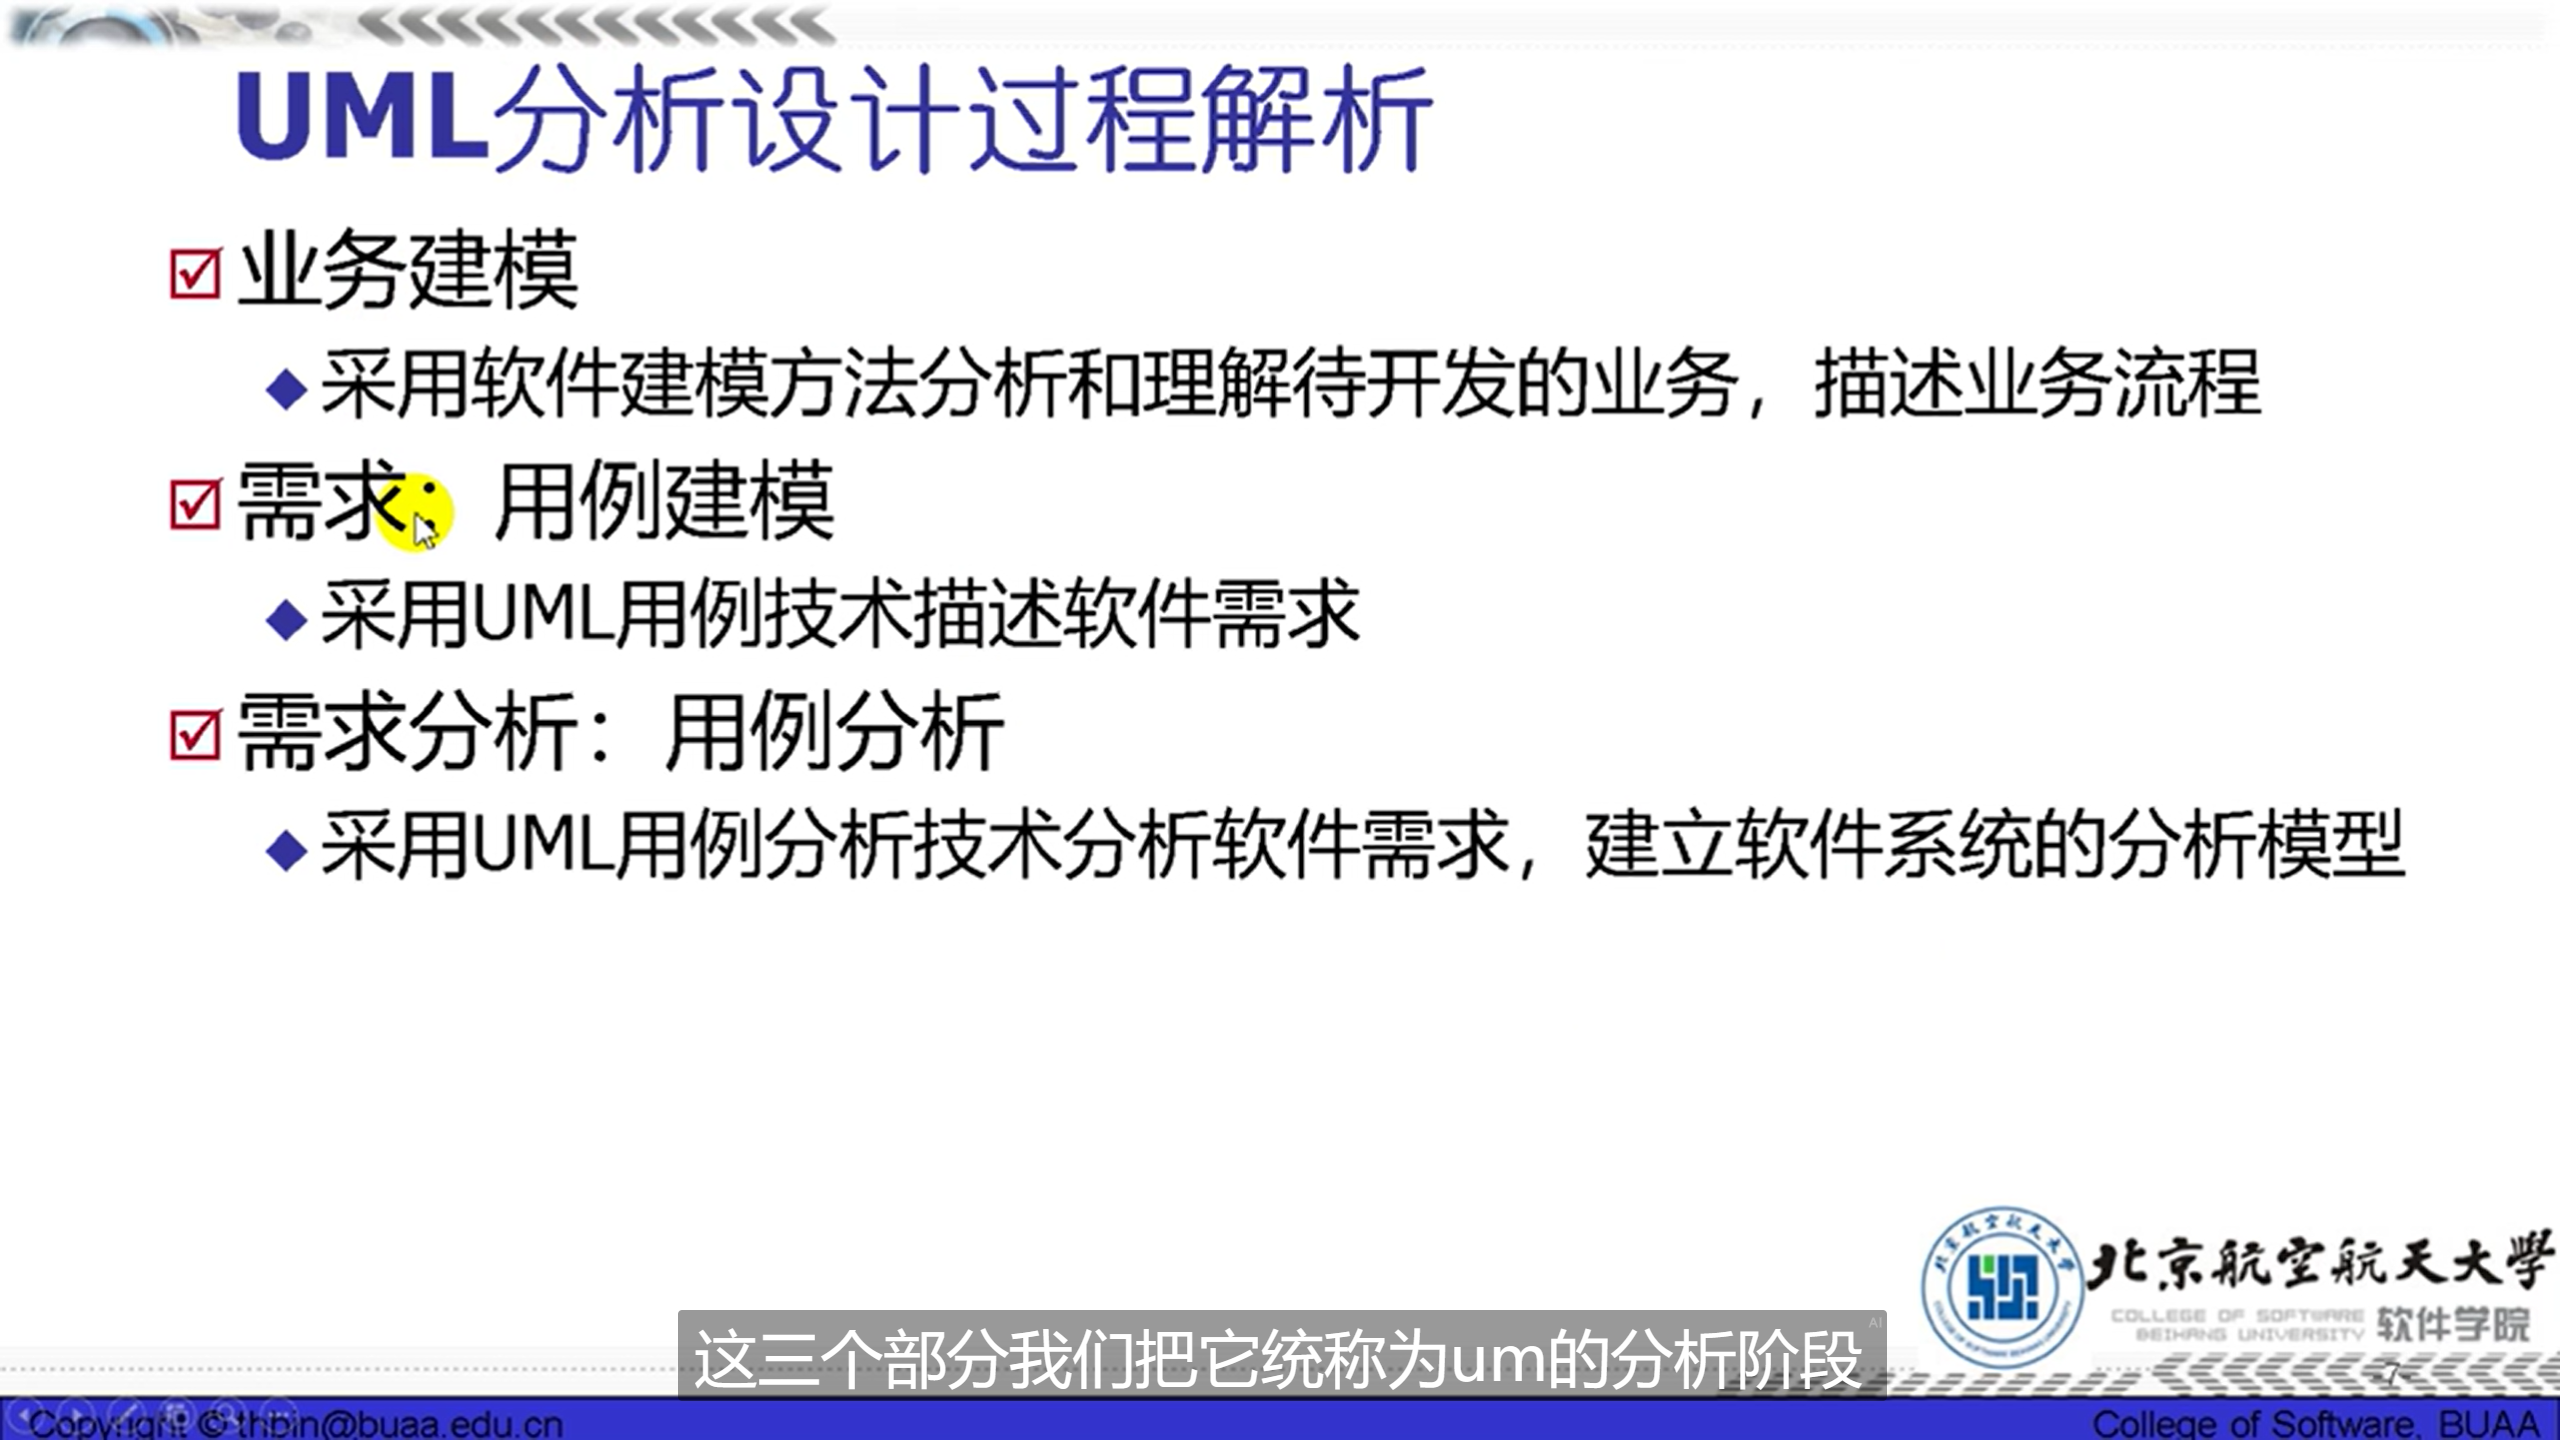 UML分析设计过程解析
业务建模
采用软件建模方法分析和理解待开发的业务，描述业务流程
需求：用例建模
采用UML用例技术描述软件需求
需求分析：用例分析
采用UML用例分析技术分析软件需求，建立软件系统的分析模型
北京航空航天大學
COLLEGE OF SOFTWARE
BEIHANG UNIVERSITY
软件学院
AI
这三个部分我们把它统称为um的分析阶段
-7-
Copyright © thbin@buaa.edu.cn
College of Software, BUAA